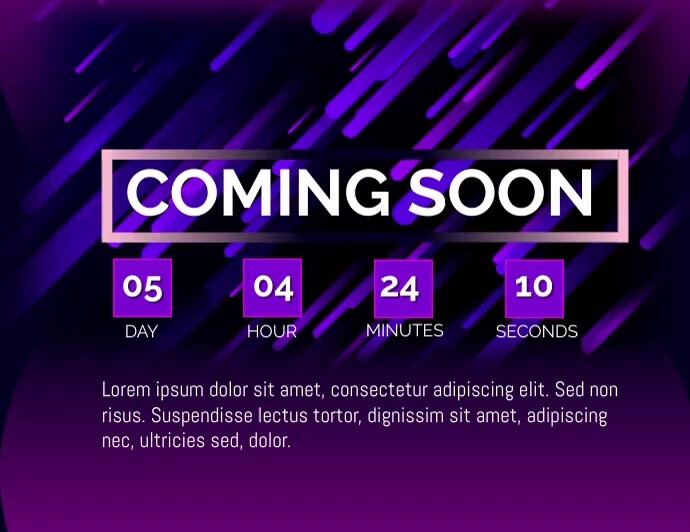 COMING SOON
05 04 24 10
DAY HOUR MINUTES SECONDS
Lorem ipsum dolor sit amet, consectetur adipiscing elit. Sed non
risus. Suspendisse lectus tortor, dignissim sit amet, adipiscing
nec, ultricies sed, dolor.